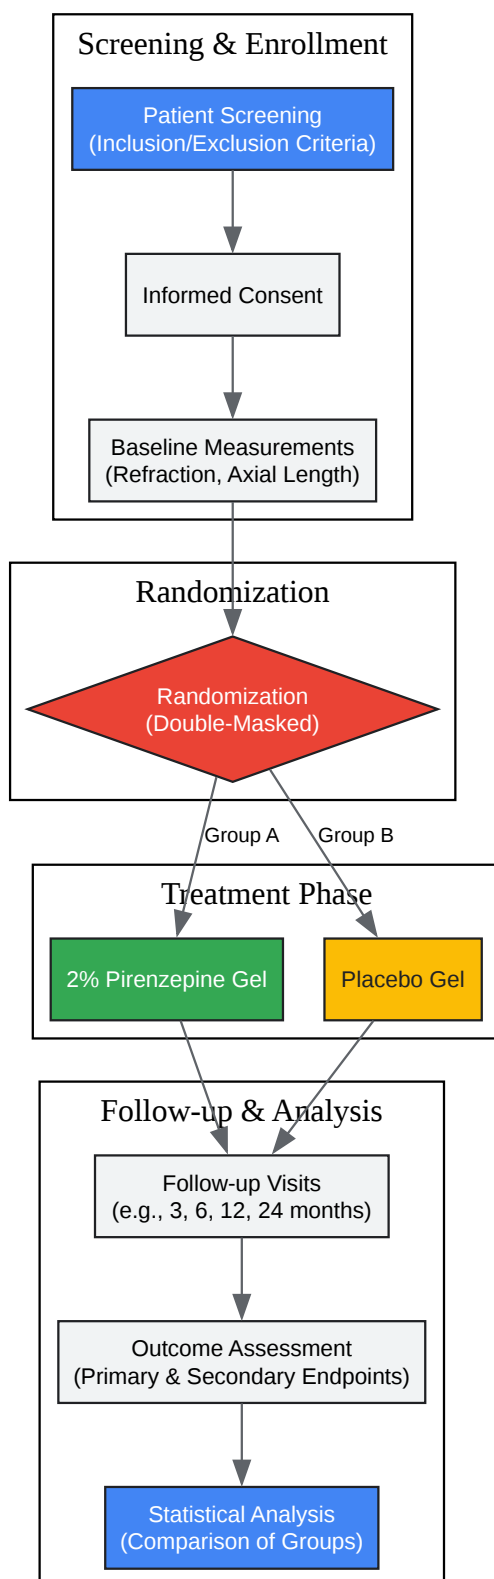 Screening & Enrollment
Patient Screening
(Inclusion/Exclusion Criteria)
Informed Consent
Baseline Measurements
(Refraction, Axial Length)
Randomization
Randomization
(Double-Masked)
Group A
Group B
Treatment Phase
2% Pirenzepine Gel
Placebo Gel
Follow-up & Analysis
Follow-up Visits
(e.g., 3, 6, 12, 24 months)
Outcome Assessment
(Primary & Secondary Endpoints)
Statistical Analysis
(Comparison of Groups)